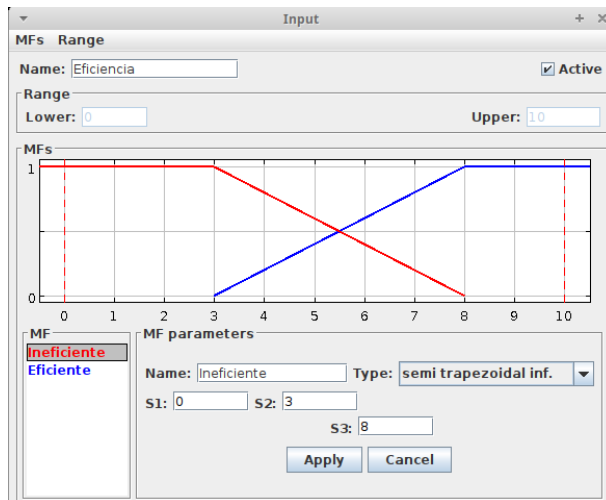 Input
MFs Range
Name: Eficiencia Active
Range
Lower: 0 Upper: 10
MFs
1
0
0 1 2 3 4 5 6 7 8 9 10
MF
Ineficiente
Eficiente
MF parameters
Name: Ineficiente Type: semi trapezoidal inf.
S1: 0 S2: 3
S3: 8
Apply Cancel